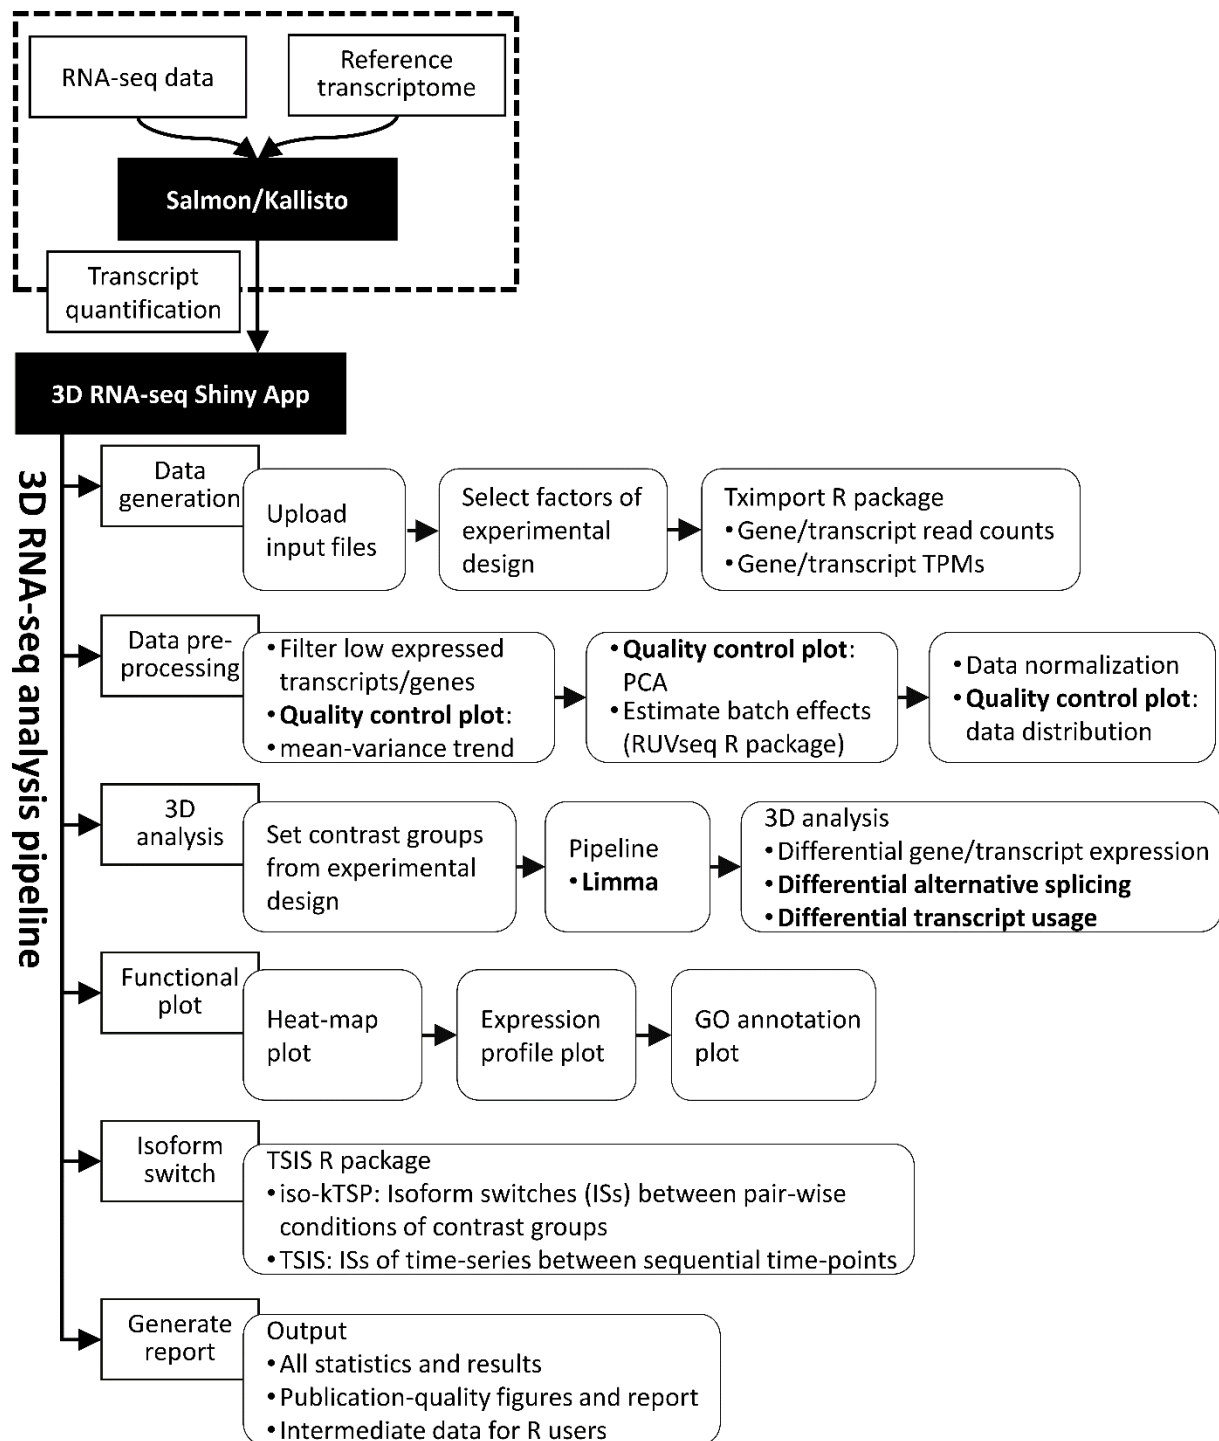 RNA-seq data
Reference
transcriptome
Salmon/Kallisto
Transcript
quantification
3D RNA-seq Shiny App
3D RNA-seq analysis pipeline
Data
generation
Upload
input files
Select factors of
experimental
design
Tximport R package
•Gene/transcript read counts
•Gene/transcript TPMs
Data pre-
processing
•Filter low expressed
transcripts/genes
•Quality control plot:
•mean-variance trend
•Quality control plot:
PCA
•Estimate batch effects
(RUVseq R package)
•Data normalization
•Quality control plot:
data distribution
3D
analysis
Set contrast groups
from experimental
design
Pipeline
•Limma
3D analysis
•Differential gene/transcript expression
•Differential alternative splicing
•Differential transcript usage
Functional
plot
Heat-map
plot
Expression
profile plot
GO annotation
plot
Isoform
switch
TSIS R package
•iso-kTSP: Isoform switches (ISs) between pair-wise
conditions of contrast groups
•TSIS: ISs of time-series between sequential time-points
Generate
report
Output
•All statistics and results
•Publication-quality figures and report
•Intermediate data for R users